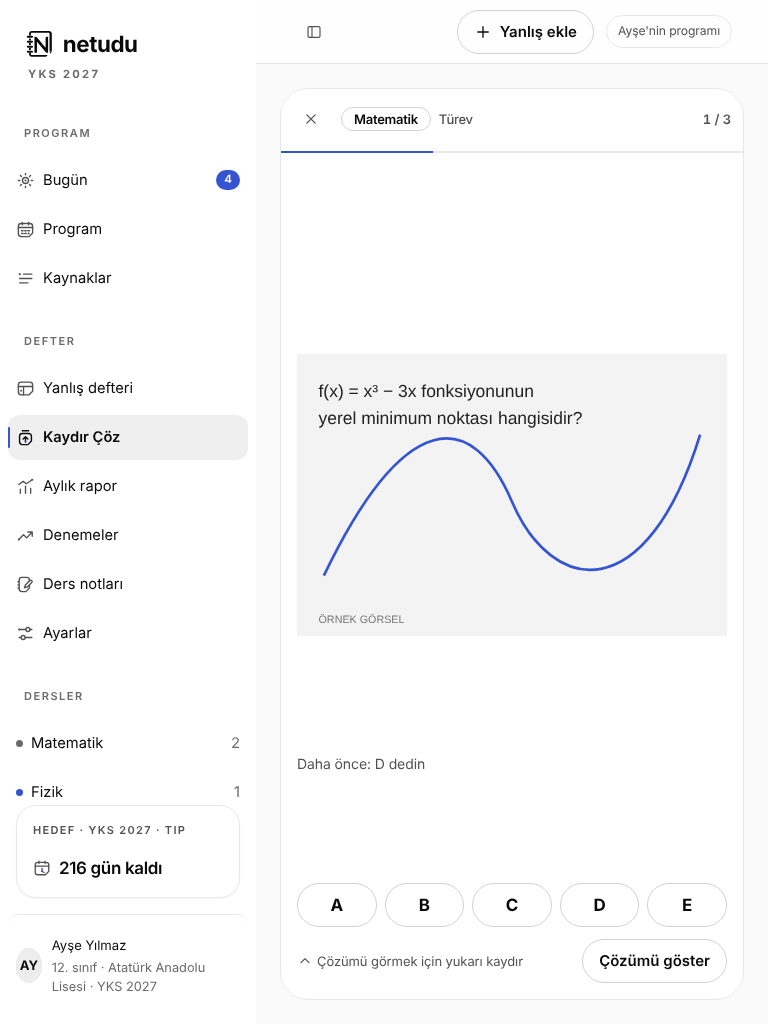 netudu
YKS 2027
PROGRAM
Bugün 4
Program
Kaynaklar
DEFTER
Yanlış defteri
Kaydır Çöz
Aylık rapor
Denemeler
Ders notları
Ayarlar
DERSLER
Matematik 2
Fizik 1
HEDEF · YKS 2027 · TIP
216 gün kaldı
AY
Ayşe Yılmaz
12. sınıf · Atatürk Anadolu
Lisesi · YKS 2027
Yanlış ekle
Ayşe'nin programı
Matematik Türev 1 / 3
f(x) = x³ − 3x fonksiyonunun
yerel minimum noktası hangisidir?
ÖRNEK GÖRSEL
Daha önce: D dedin
A B C D E
Çözümü görmek için yukarı kaydır
Çözümü göster